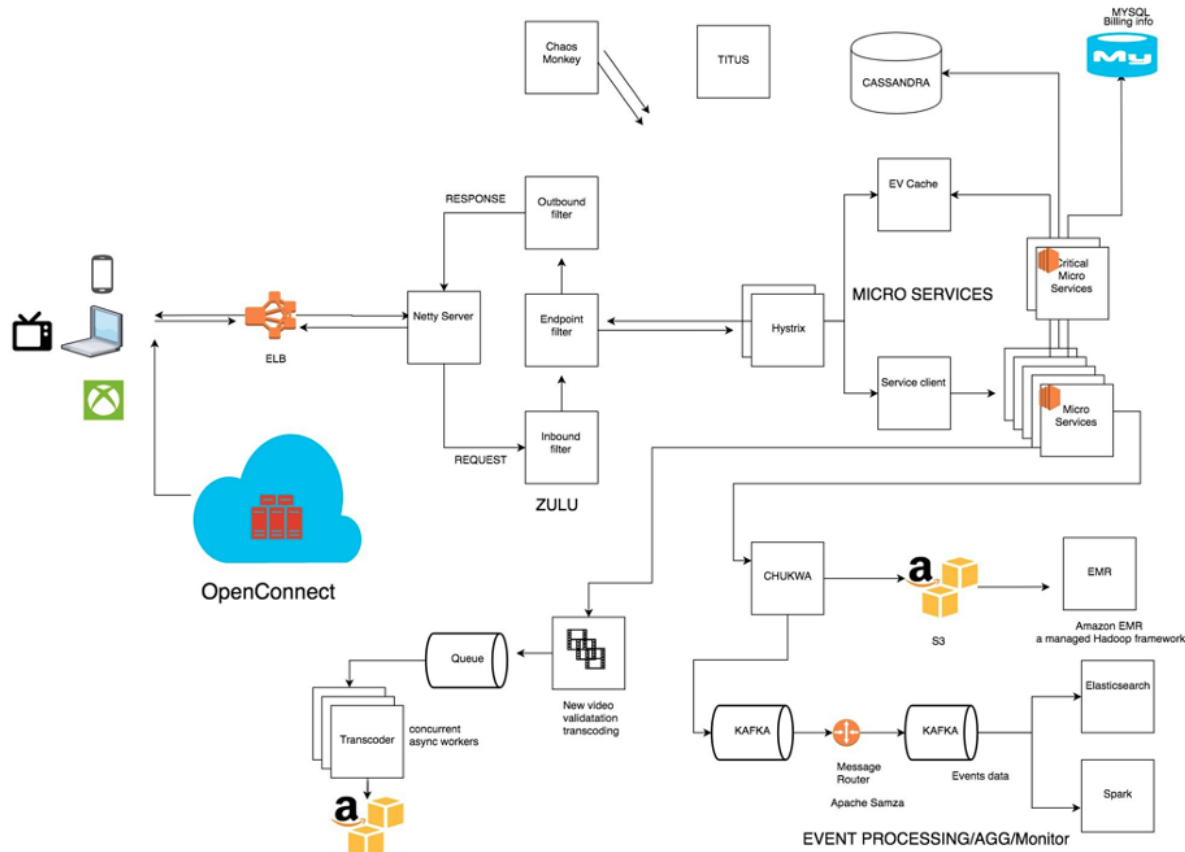 MYSQL
Billing info
My
Chaos
Monkey
TITUS
CASSANDRA
RESPONSE
Outbound
filter
EV Cache
Critical
Micro
Services
MICRO SERVICES
Netty Server
Endpoint
filter
Hystrix
ELB
Service client
Micro
Services
REQUEST
Inbound
filter
ZULU
OpenConnect
CHUKWA
a
S3
EMR
Amazon EMR
a managed Hadoop framework
Queue
New video
validatation
transcoding
Transcoder
concurrent
async workers
a
KAFKA
Message
Router
Apache Samza
KAFKA
Events data
Elasticsearch
Spark
EVENT PROCESSING/AGG/Monitor